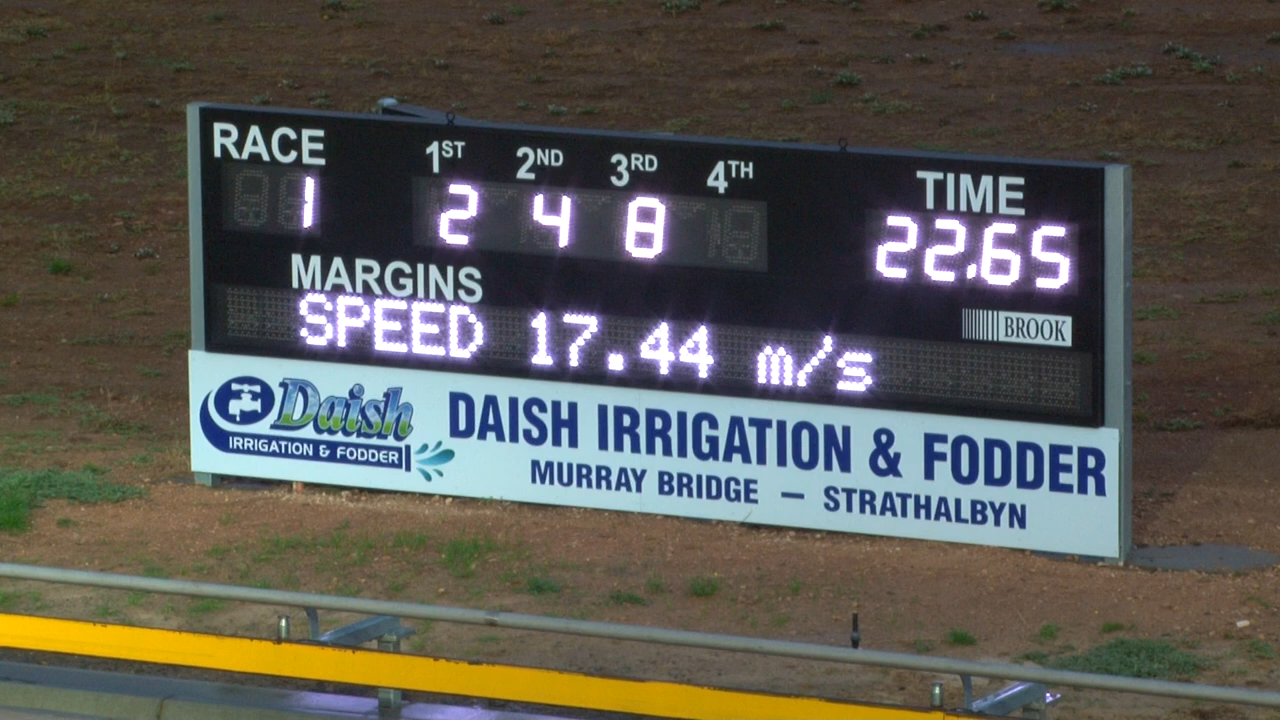 RACE 1ST 2ND 3RD 4TH TIME
1 2 4 8 22.65
MARGINS
SPEED 17.44 m/s
BROOK
Daish
IRRIGATION & FODDER
DAISH IRRIGATION & FODDER
MURRAY BRIDGE – STRATHALBYN